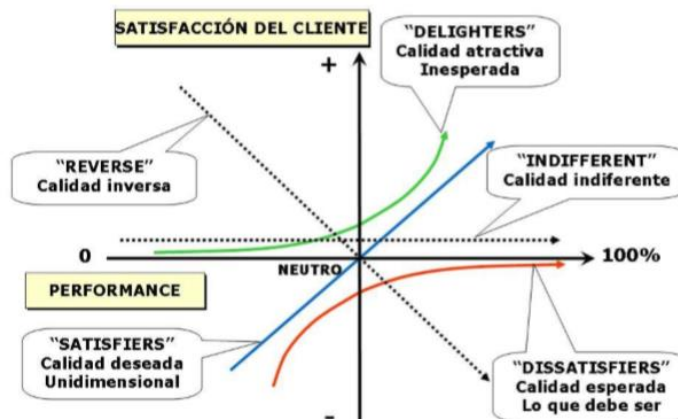 SATISFACCIÓN DEL CLIENTE
+
"DELIGHTERS"
Calidad atractiva
Inesperada
"REVERSE"
Calidad inversa
"INDIFFERENT"
Calidad indiferente
0
100%
NEUTRO
PERFORMANCE
"SATISFIERS"
Calidad deseada
Unidimensional
"DISSATISFIERS"
Calidad esperada
Lo que debe ser
-